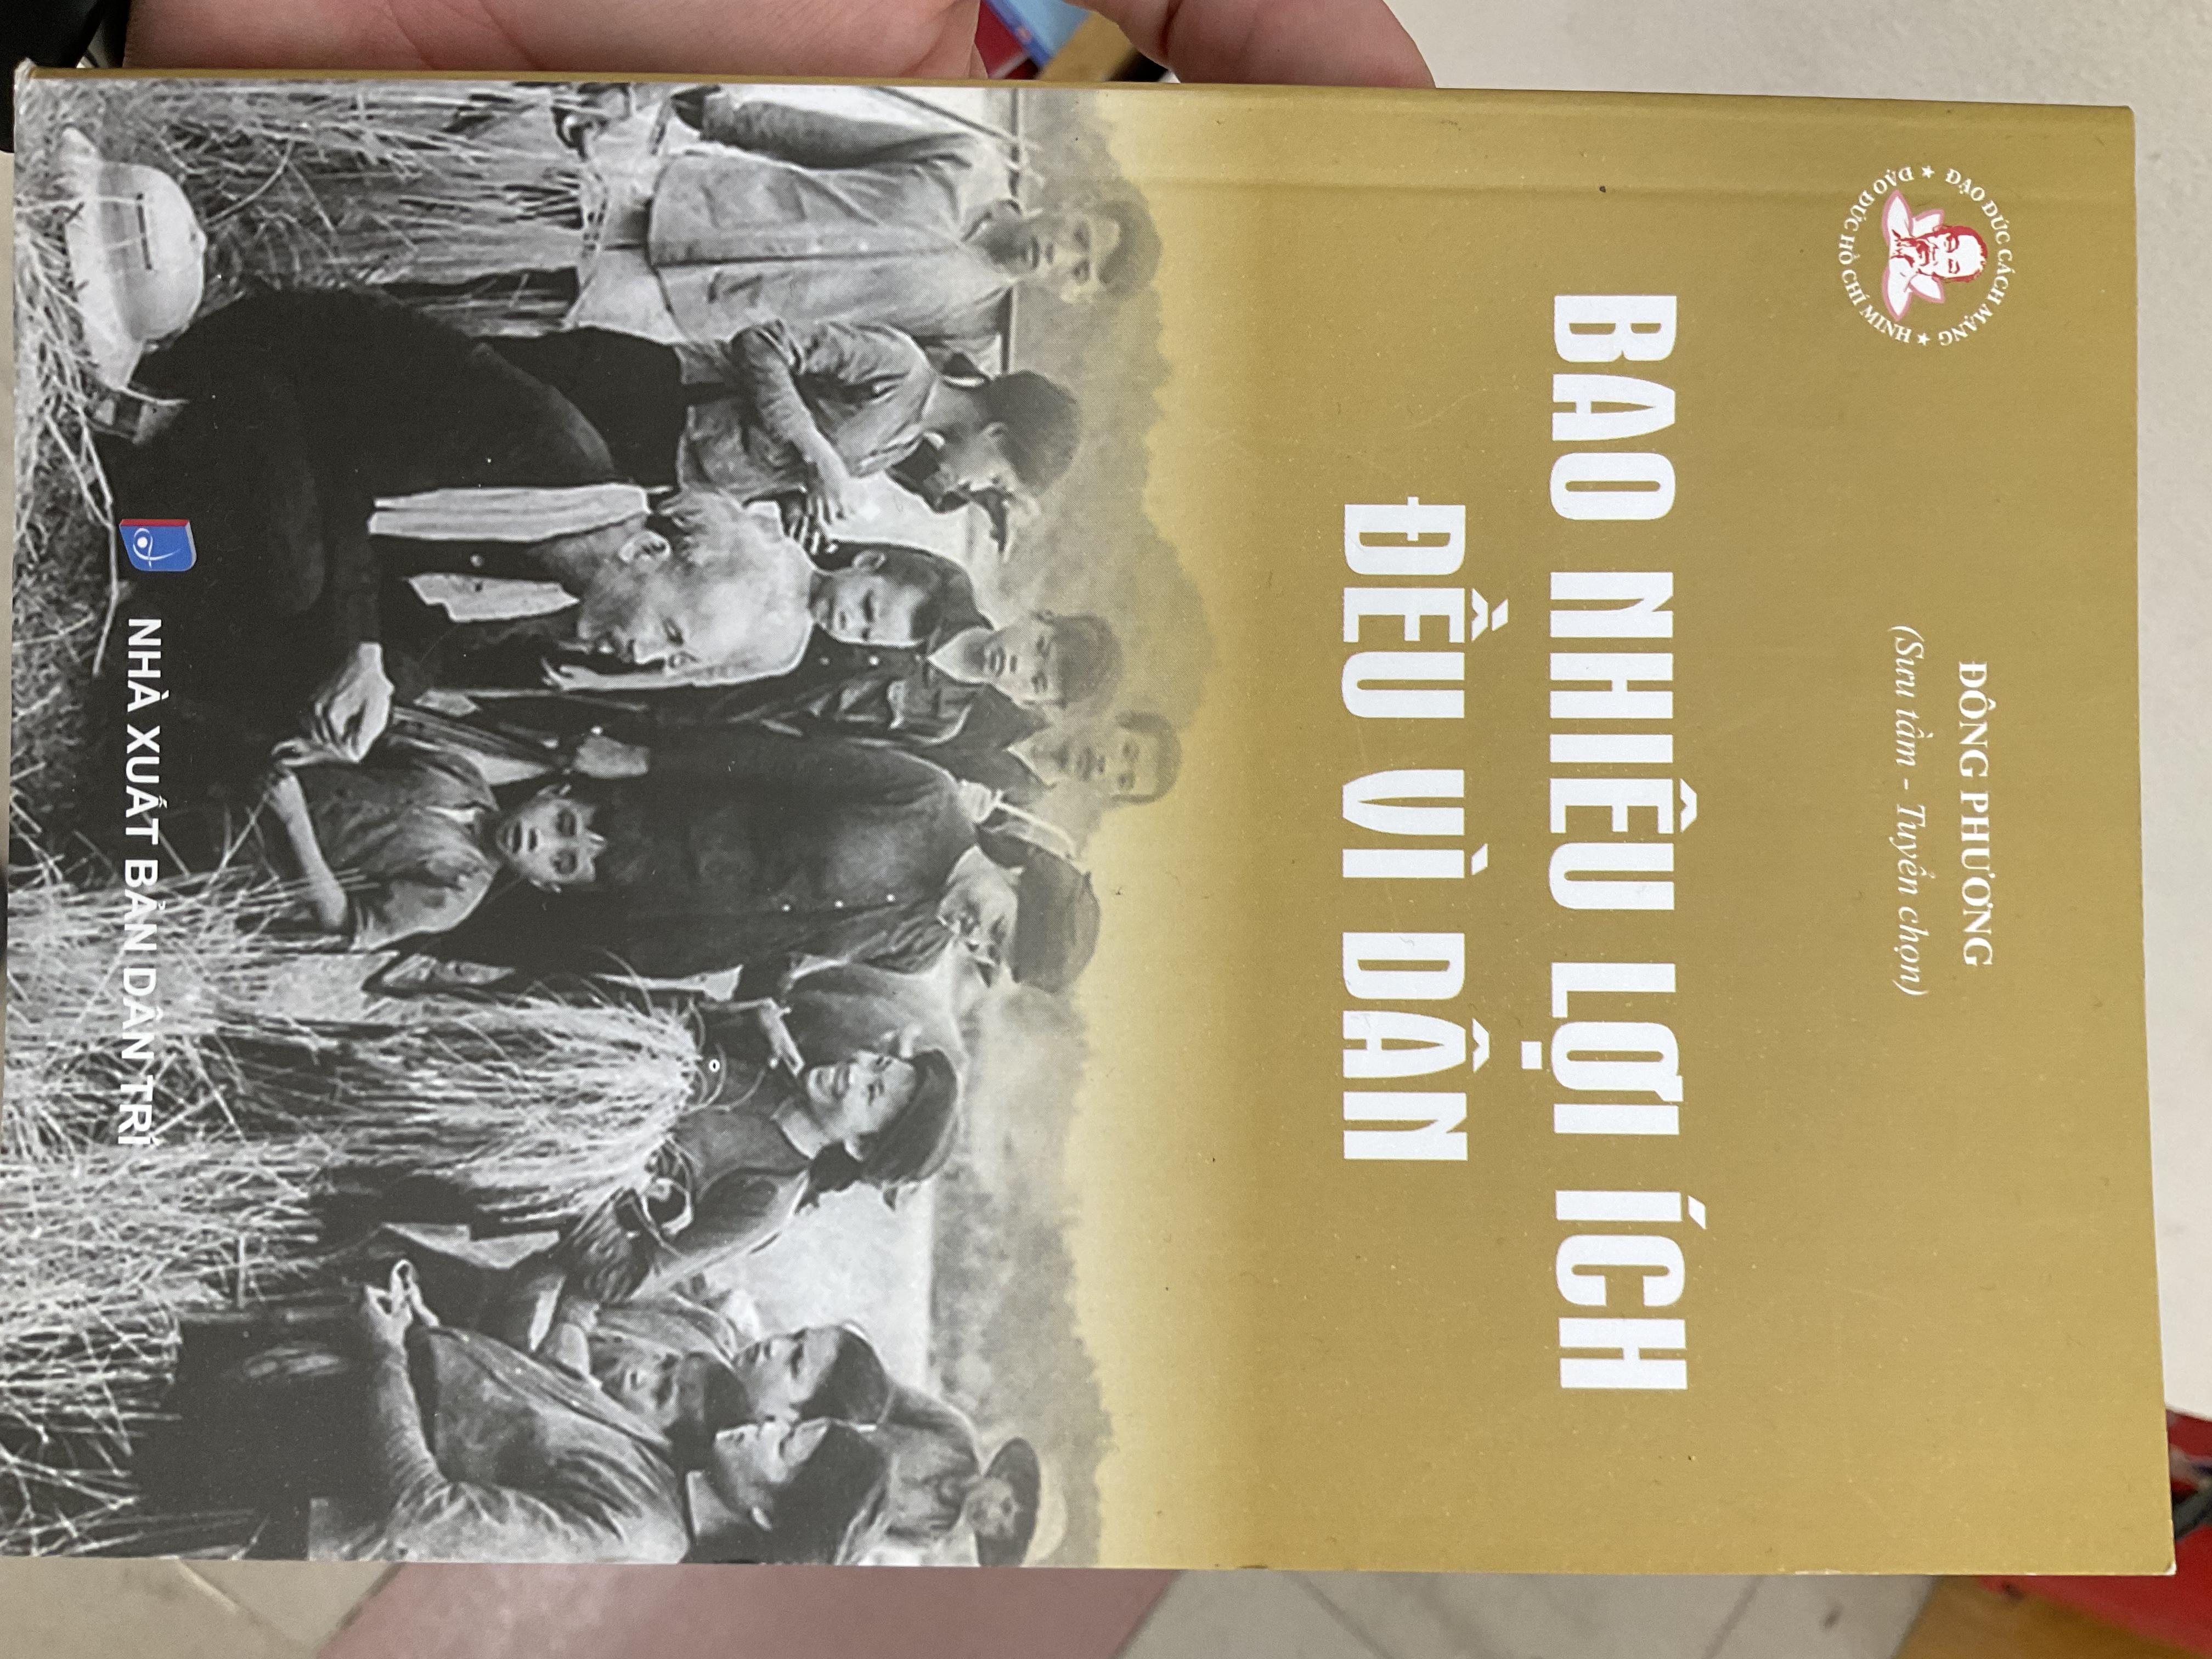 ĐẠO ĐỨC CÁCH MẠNG
★ ĐẠO ĐỨC HỒ CHÍ MINH ★
ĐÔNG PHƯƠNG
(Sưu tầm - Tuyển chọn)
BAO NHIÊU LỢI ÍCH
ĐỀU VÌ DÂN
NHÀ XUẤT BẢN DÂN TRÍ